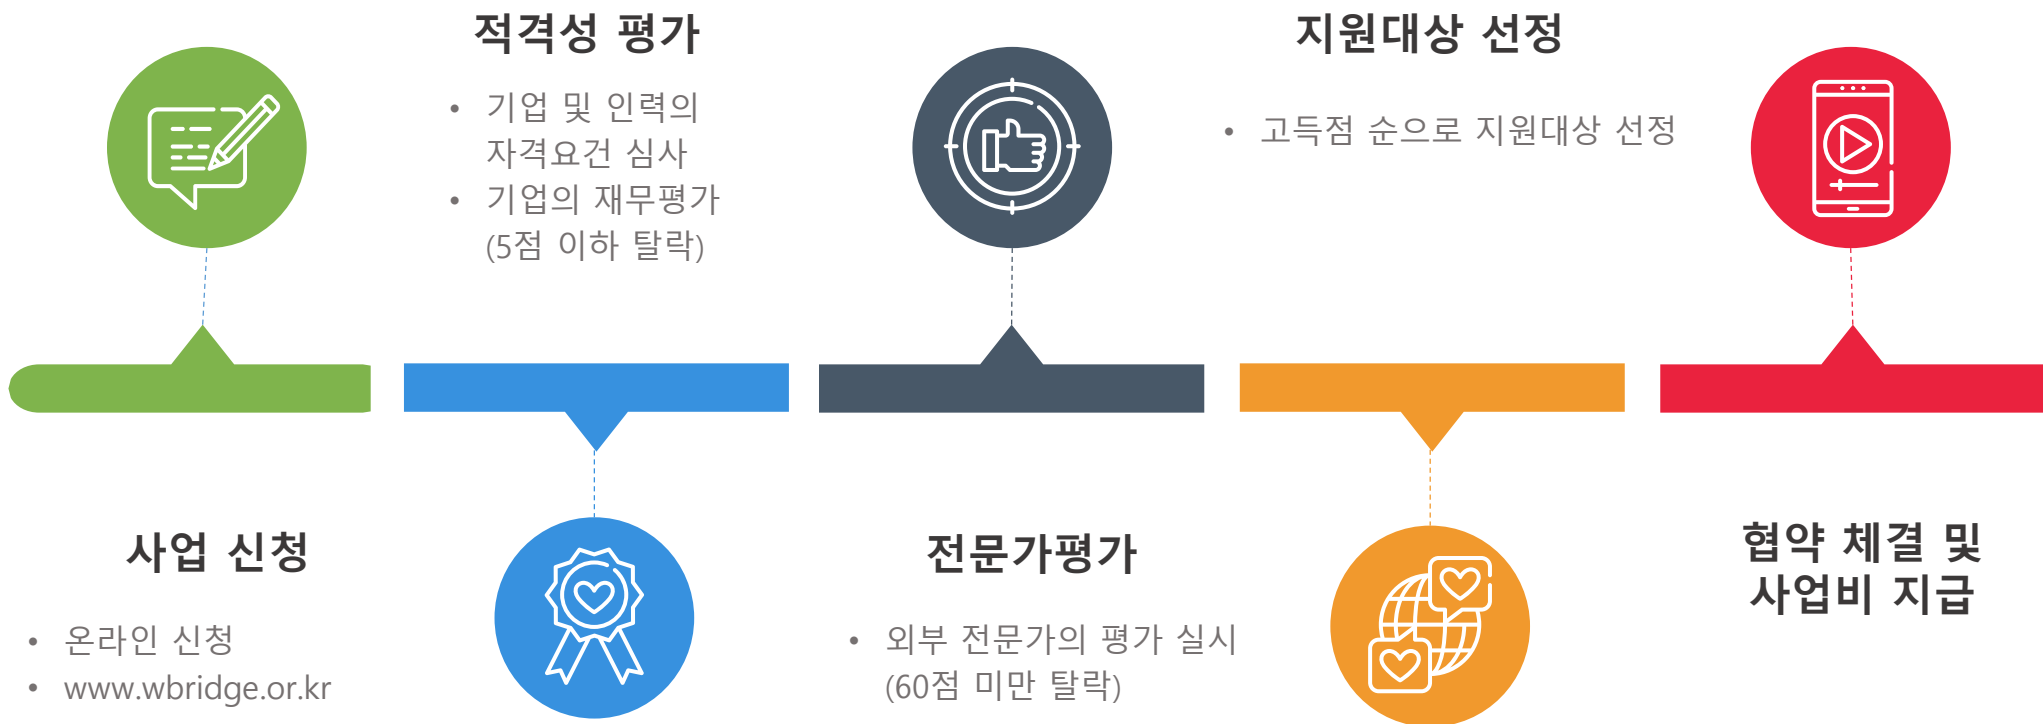 사업 신청
• 온라인 신청
• www.wbridge.or.kr
적격성 평가
• 기업 및 인력의
자격요건 심사
• 기업의 재무평가
(5점 이하 탈락)
전문가평가
• 외부 전문가의 평가 실시
(60점 미만 탈락)
지원대상 선정
• 고득점 순으로 지원대상 선정
협약 체결 및
사업비 지급